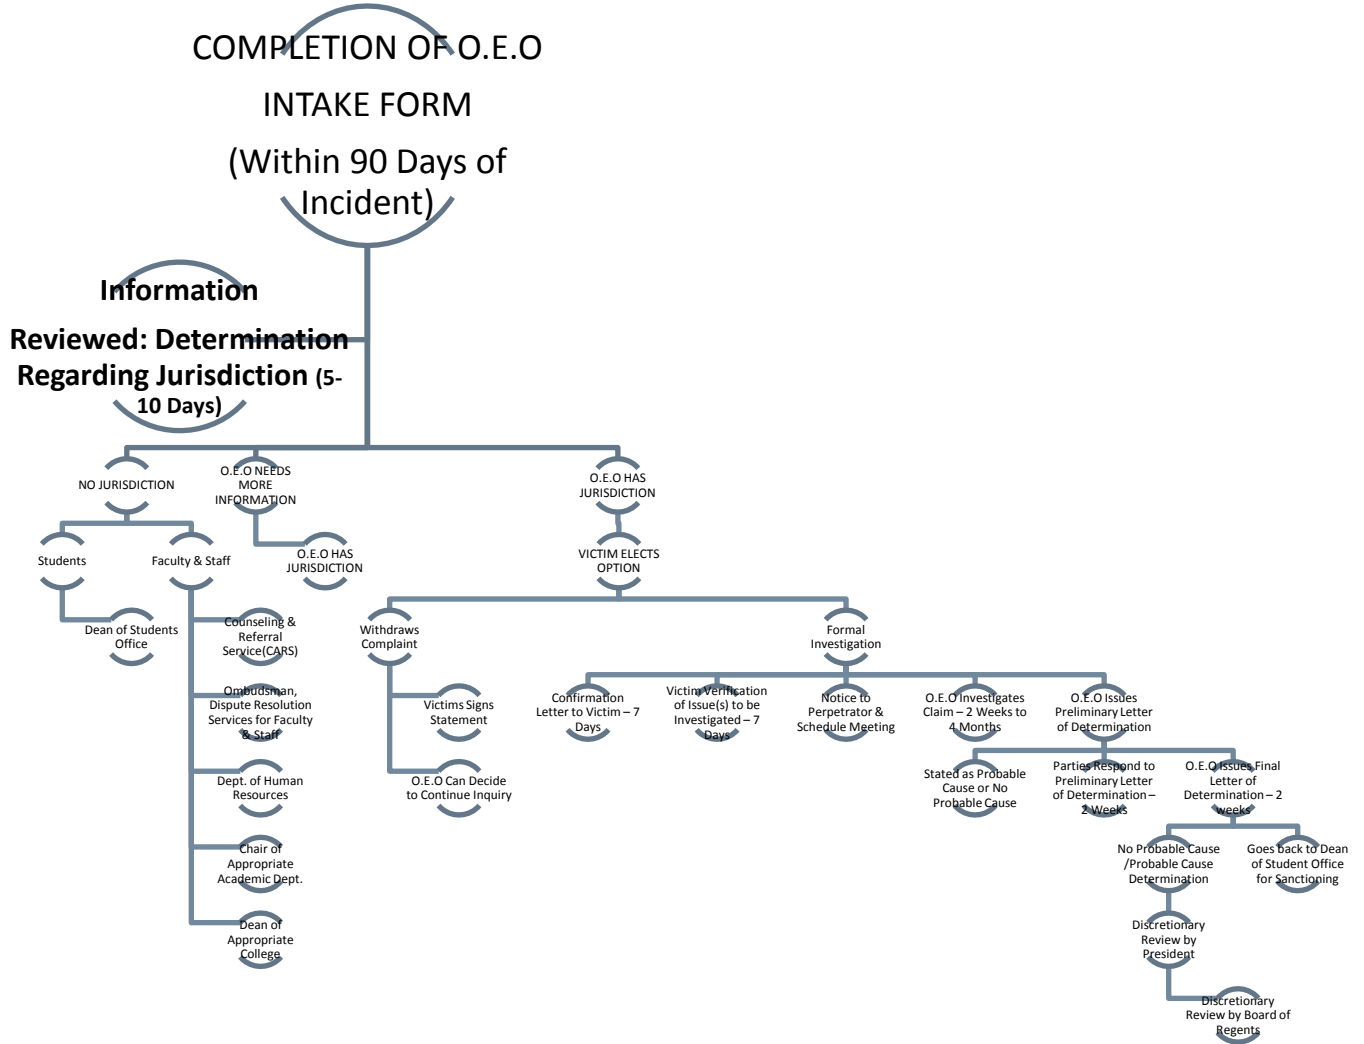 COMPLETION OF O.E.O
INTAKE FORM
(Within 90 Days of
Incident)
Information
Reviewed: Determination
Regarding Jurisdiction (5-
10 Days)
NO JURISDICTION
Students
Dean of Students
Office
Faculty & Staff
Counseling &
Referral
Service(CARS)
Ombudsman,
Dispute Resolution
Services for Faculty
& Staff
Dept. of Human
Resources
Chair of
Appropriate
Academic Dept.
Dean of
Appropriate
College
O.E.O NEEDS
MORE
INFORMATION
O.E.O HAS
JURISDICTION
O.E.O HAS
JURISDICTION
VICTIM ELECTS
OPTION
Withdraws
Complaint
Victims Signs
Statement
O.E.O Can Decide
to Continue Inquiry
Formal
Investigation
Confirmation
Letter to Victim – 7
Days
Victim Verification
of Issue(s) to be
Investigated – 7
Days
Notice to
Perpetrator &
Schedule Meeting
O.E.O Investigates
Claim – 2 Weeks to
4 Months
O.E.O Issues
Preliminary Letter
of Determination
Stated as Probable
Cause or No
Probable Cause
Parties Respond to
Preliminary Letter
of Determination –
2 Weeks
O.E.O Issues Final
Letter of
Determination – 2
weeks
No Probable Cause
/Probable Cause
Determination
Discretionary
Review by
President
Discretionary
Review by Board of
Regents
Goes back to Dean
of Student Office
for Sanctioning